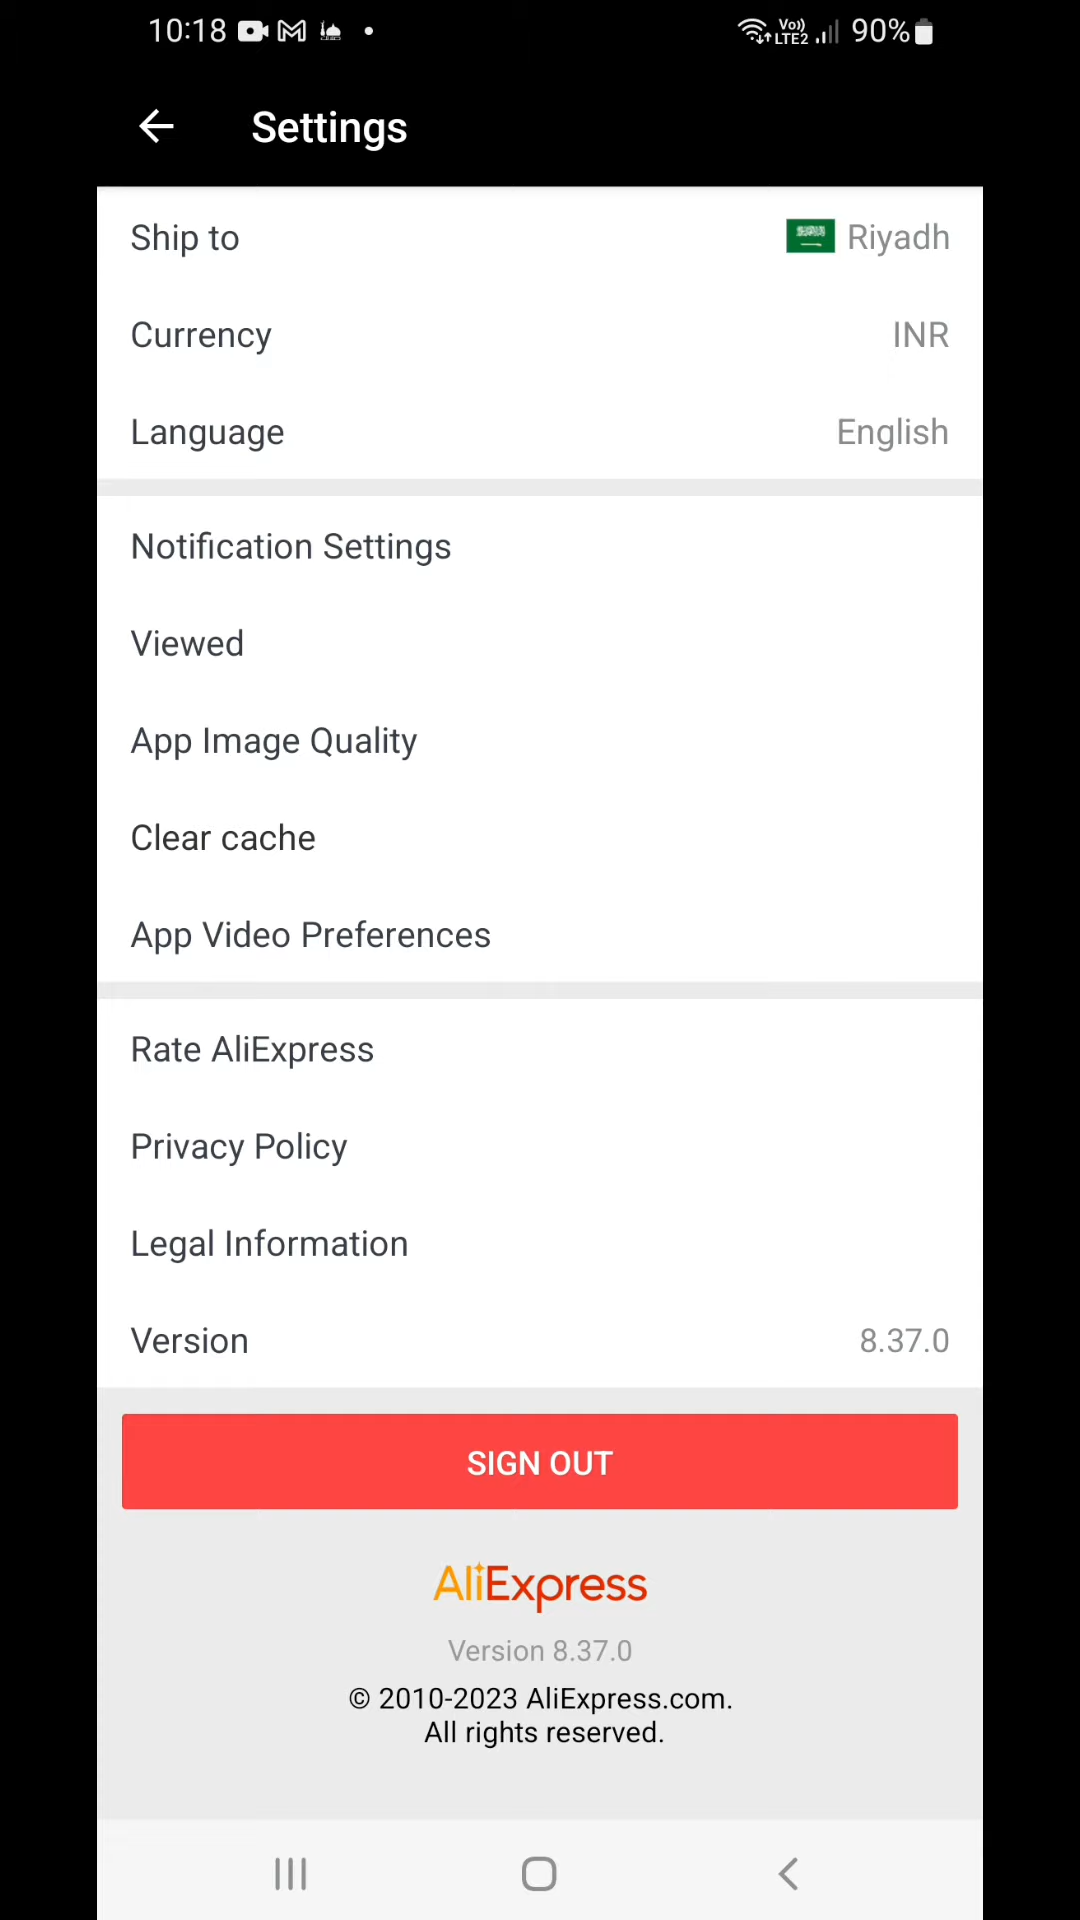 10:18 Vo)) LTE2 90%
Settings
Ship to Riyadh
Currency INR
Language English
Notification Settings
Viewed
App Image Quality
Clear cache
App Video Preferences
Rate AliExpress
Privacy Policy
Legal Information
Version 8.37.0
SIGN OUT
AliExpress
Version 8.37.0
© 2010-2023 AliExpress.com.
All rights reserved.